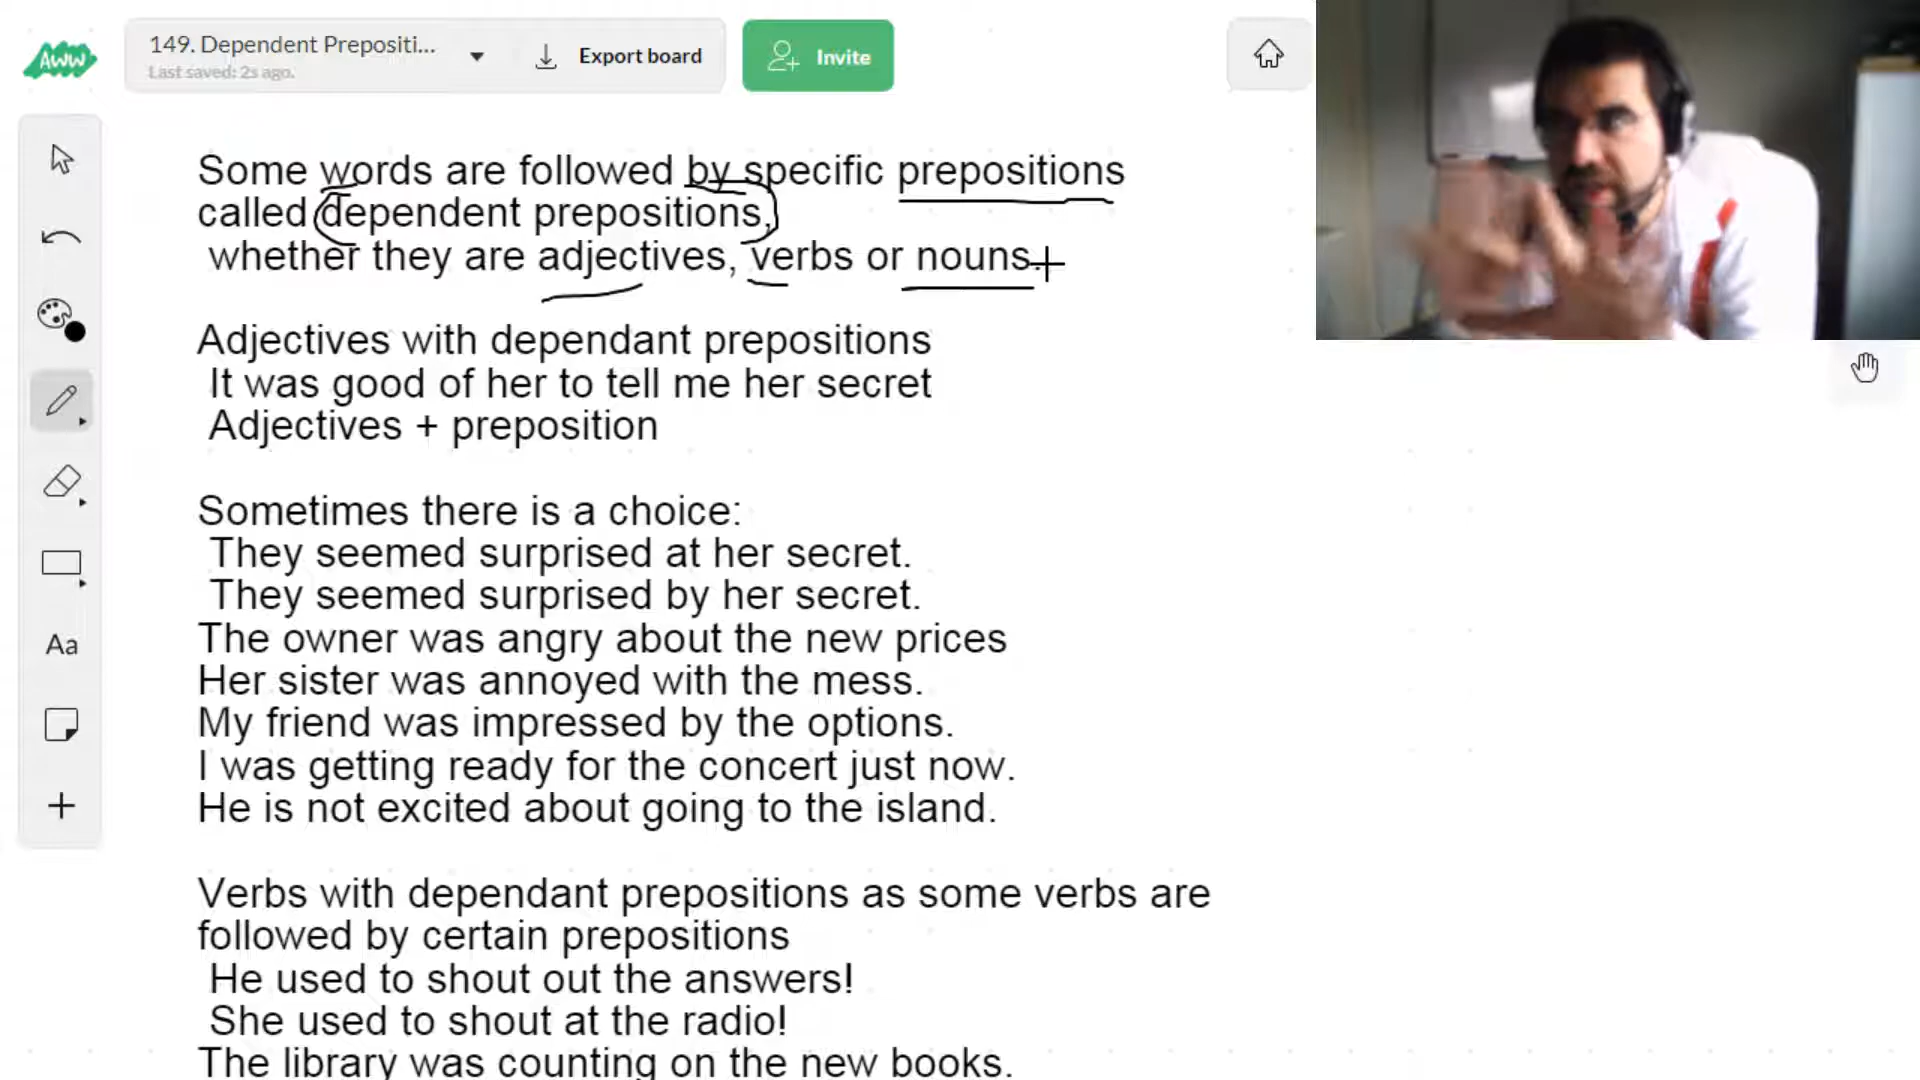 AWW
149. Dependent Prepositi...
Last saved: 2s ago.
Export board
Invite
Some words are followed by specific prepositions
called dependent prepositions,
whether they are adjectives, verbs or nouns.
Adjectives with dependant prepositions
It was good of her to tell me her secret
Adjectives + preposition
Sometimes there is a choice:
They seemed surprised at her secret.
They seemed surprised by her secret.
The owner was angry about the new prices
Her sister was annoyed with the mess.
My friend was impressed by the options.
I was getting ready for the concert just now.
He is not excited about going to the island.
Verbs with dependant prepositions as some verbs are
followed by certain prepositions
He used to shout out the answers!
She used to shout at the radio!
The library was counting on the new books.
Aa